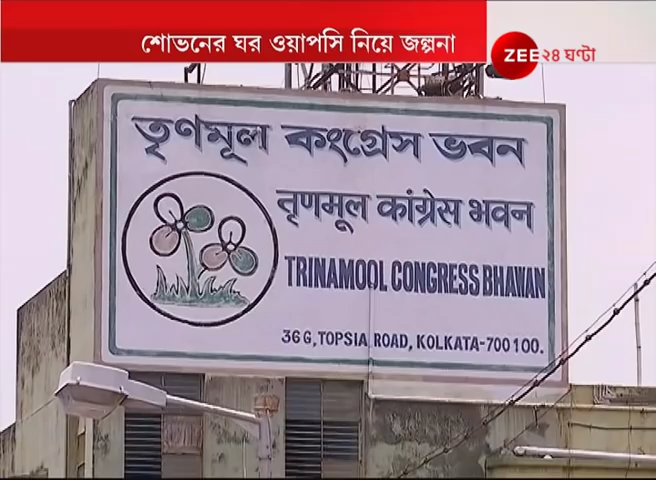 শোভনের ঘর ওয়াপসি নিয়ে জল্পনা
ZEE ২৪ ঘণ্টা
তৃণমূল কংগ্রেস ভবন
तृणमूल कांग्रेस भवन
TRINAMOOL CONGRESS BHAWAN
36 G, TOPSIA ROAD, KOLKATA-700 100.